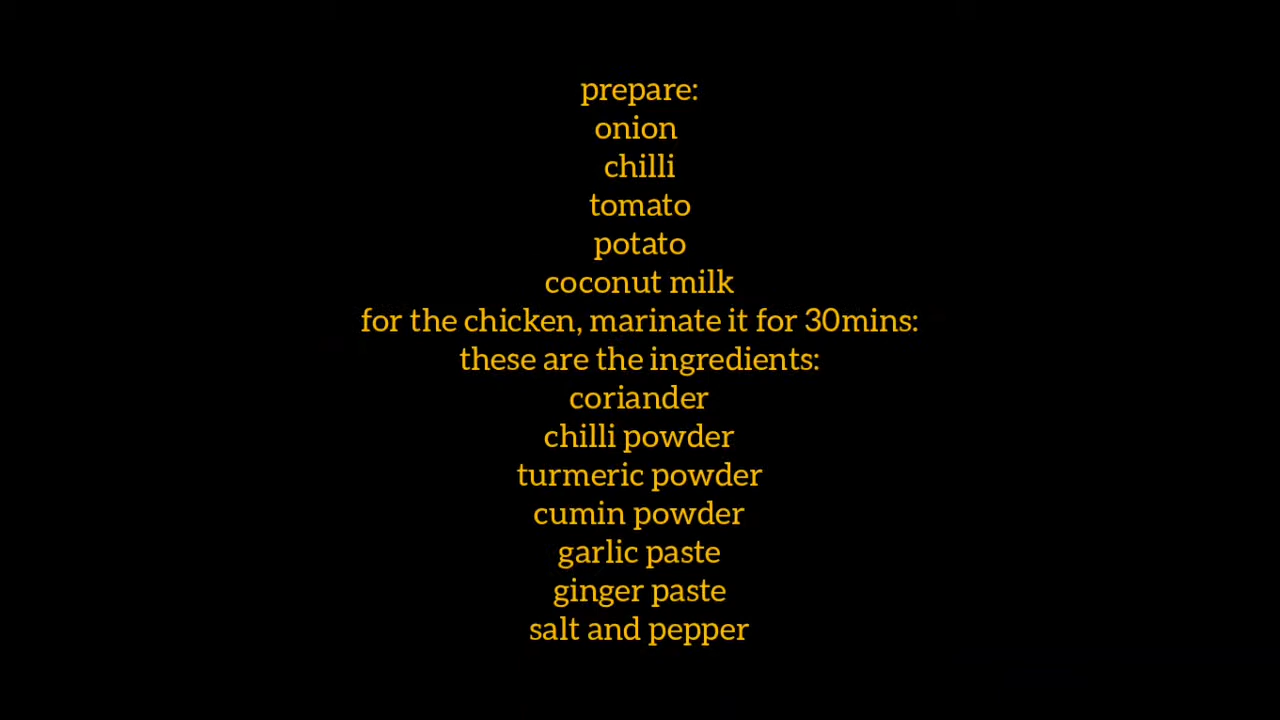 prepare:
onion
chilli
tomato
potato
coconut milk
for the chicken, marinate it for 30mins:
these are the ingredients:
coriander
chilli powder
turmeric powder
cumin powder
garlic paste
ginger paste
salt and pepper